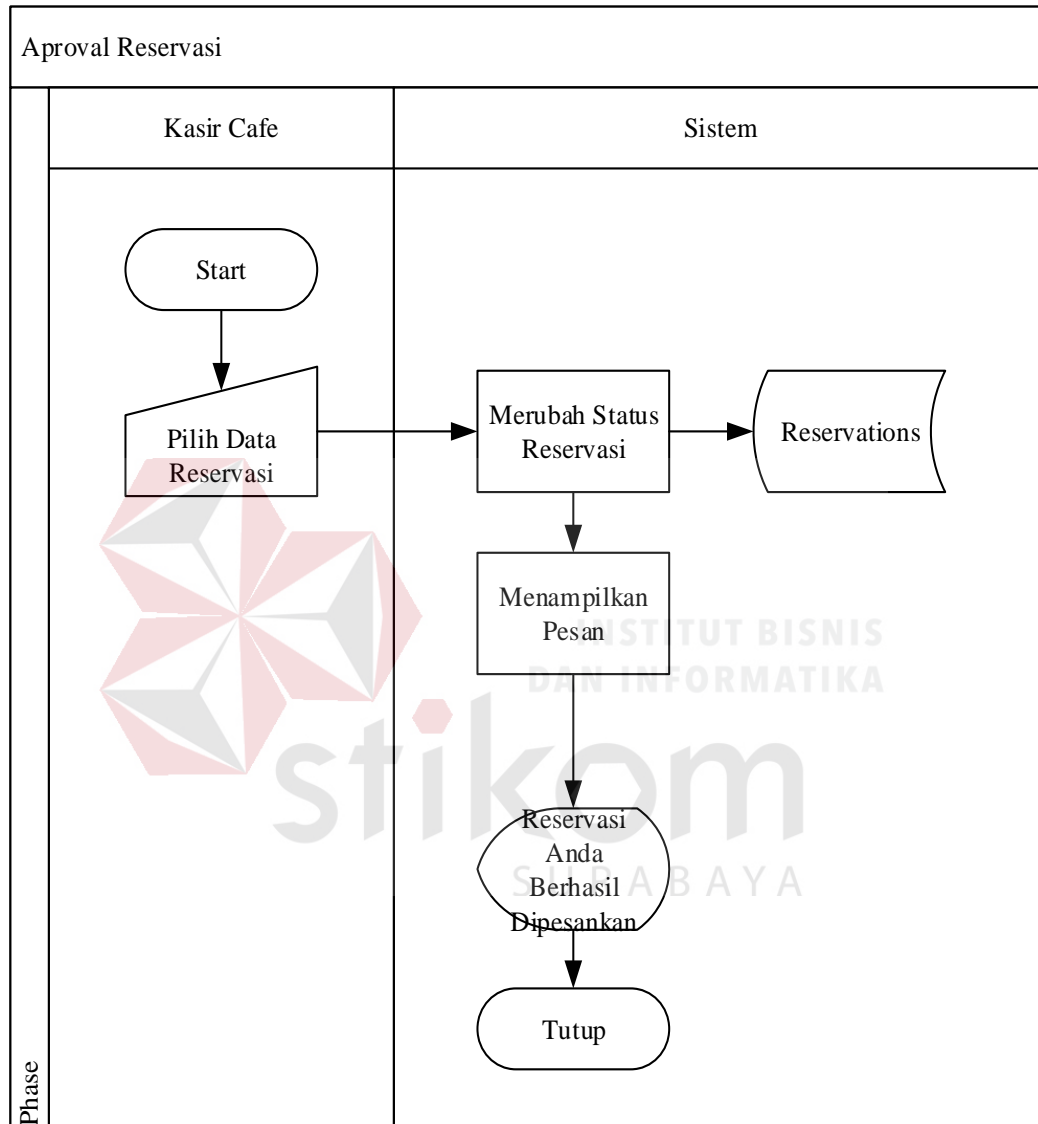 Aproval Reservasi
Kasir Cafe
Sistem
Start
Pilih Data
Reservasi
Merubah Status
Reservasi
Reservations
Menampilkan
Pesan
INSTITUT BISNIS
DAN INFORMATIKA
stikom
SURABAYA
Reservasi
Anda
Berhasil
Dipesankan
Tutup
Phase